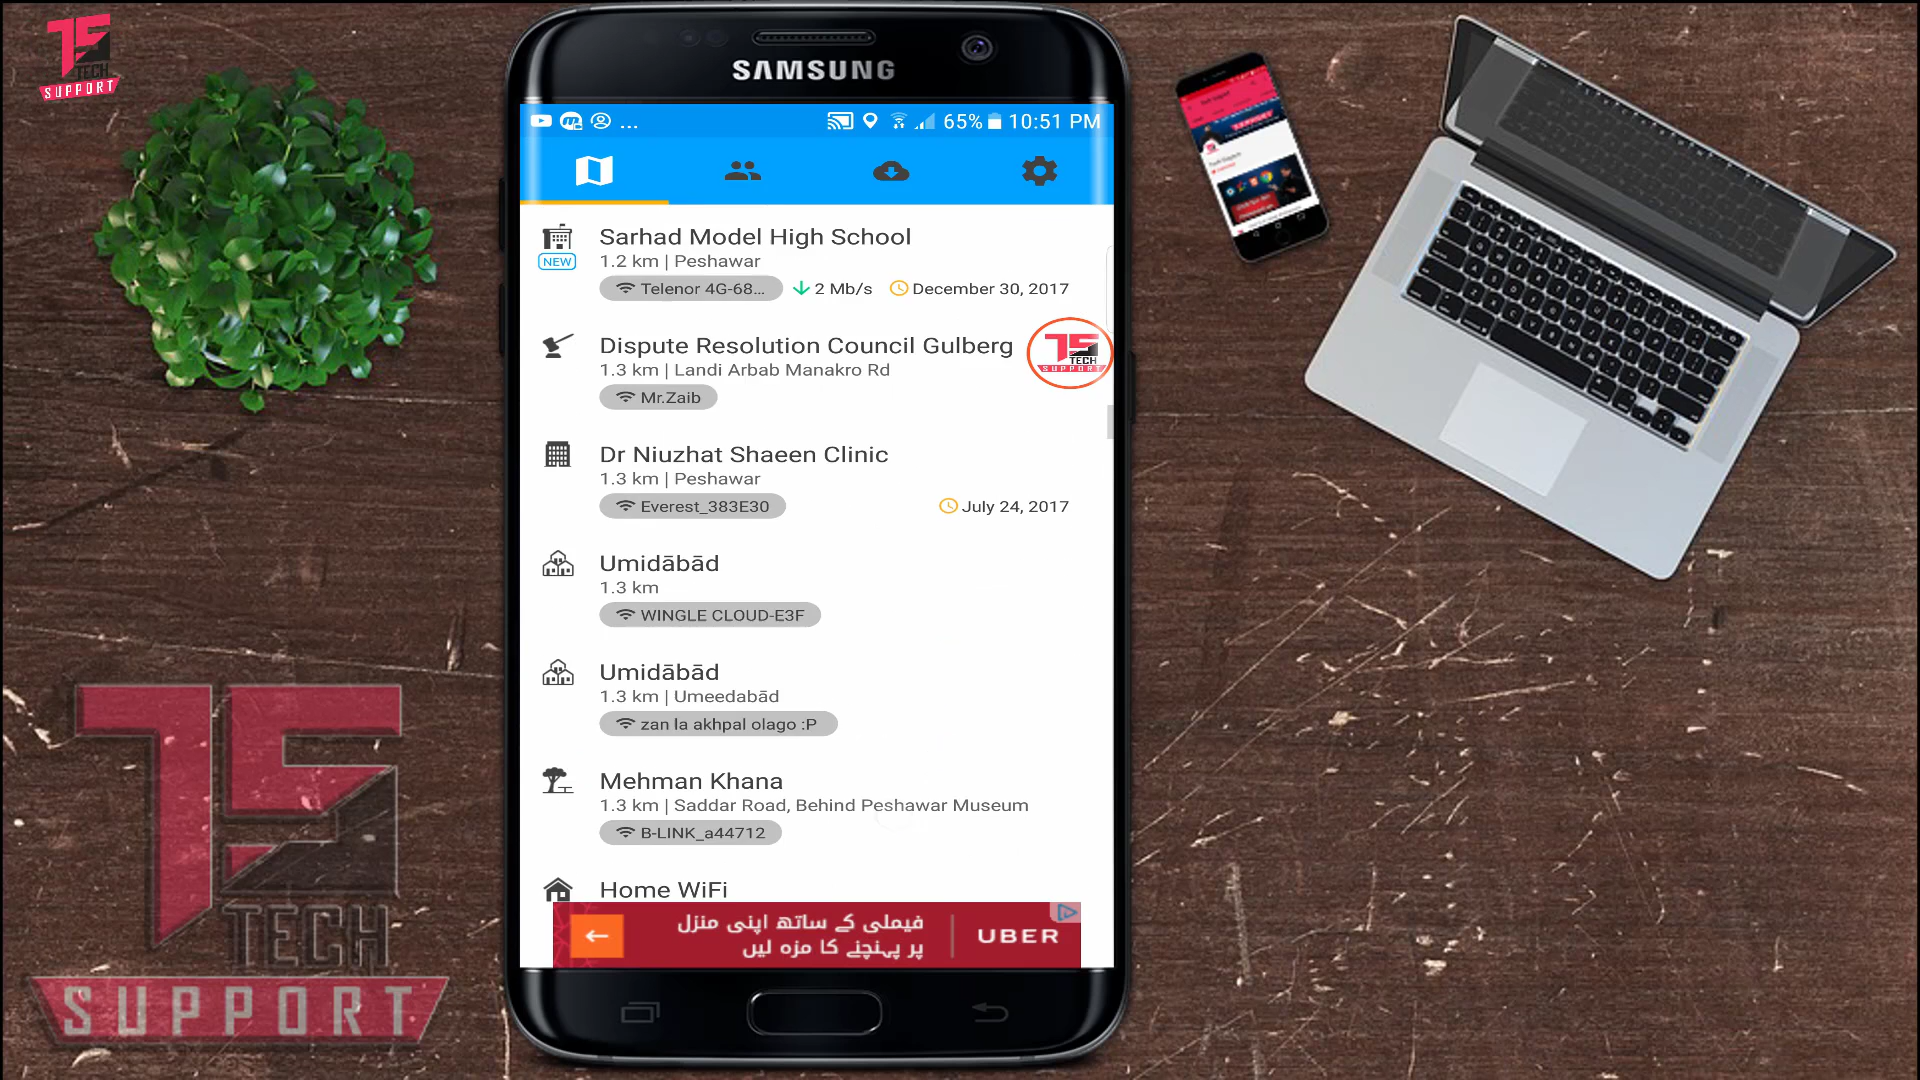 TS
TECH
SUPPORT
SAMSUNG
... 65% 10:51 PM
Sarhad Model High School
NEW
1.2 km | Peshawar
Telenor 4G-68... 2 Mb/s December 30, 2017
Dispute Resolution Council Gulberg
1.3 km | Landi Arbab Manakro Rd
Mr.Zaib
TS
TECH
SUPPORT
Dr Niuzhat Shaeen Clinic
1.3 km | Peshawar
Everest_383E30 July 24, 2017
Umidābād
1.3 km
WINGLE CLOUD-E3F
Umidābād
1.3 km | Umeedabād
zan la akhpal olago :P
Mehman Khana
1.3 km | Saddar Road, Behind Peshawar Museum
B-LINK_a44712
Home WiFi
فیملی کے ساتھ اپنی منزل
پر پہنچنے کا مزہ لیں
UBER
TS
TECH
SUPPORT